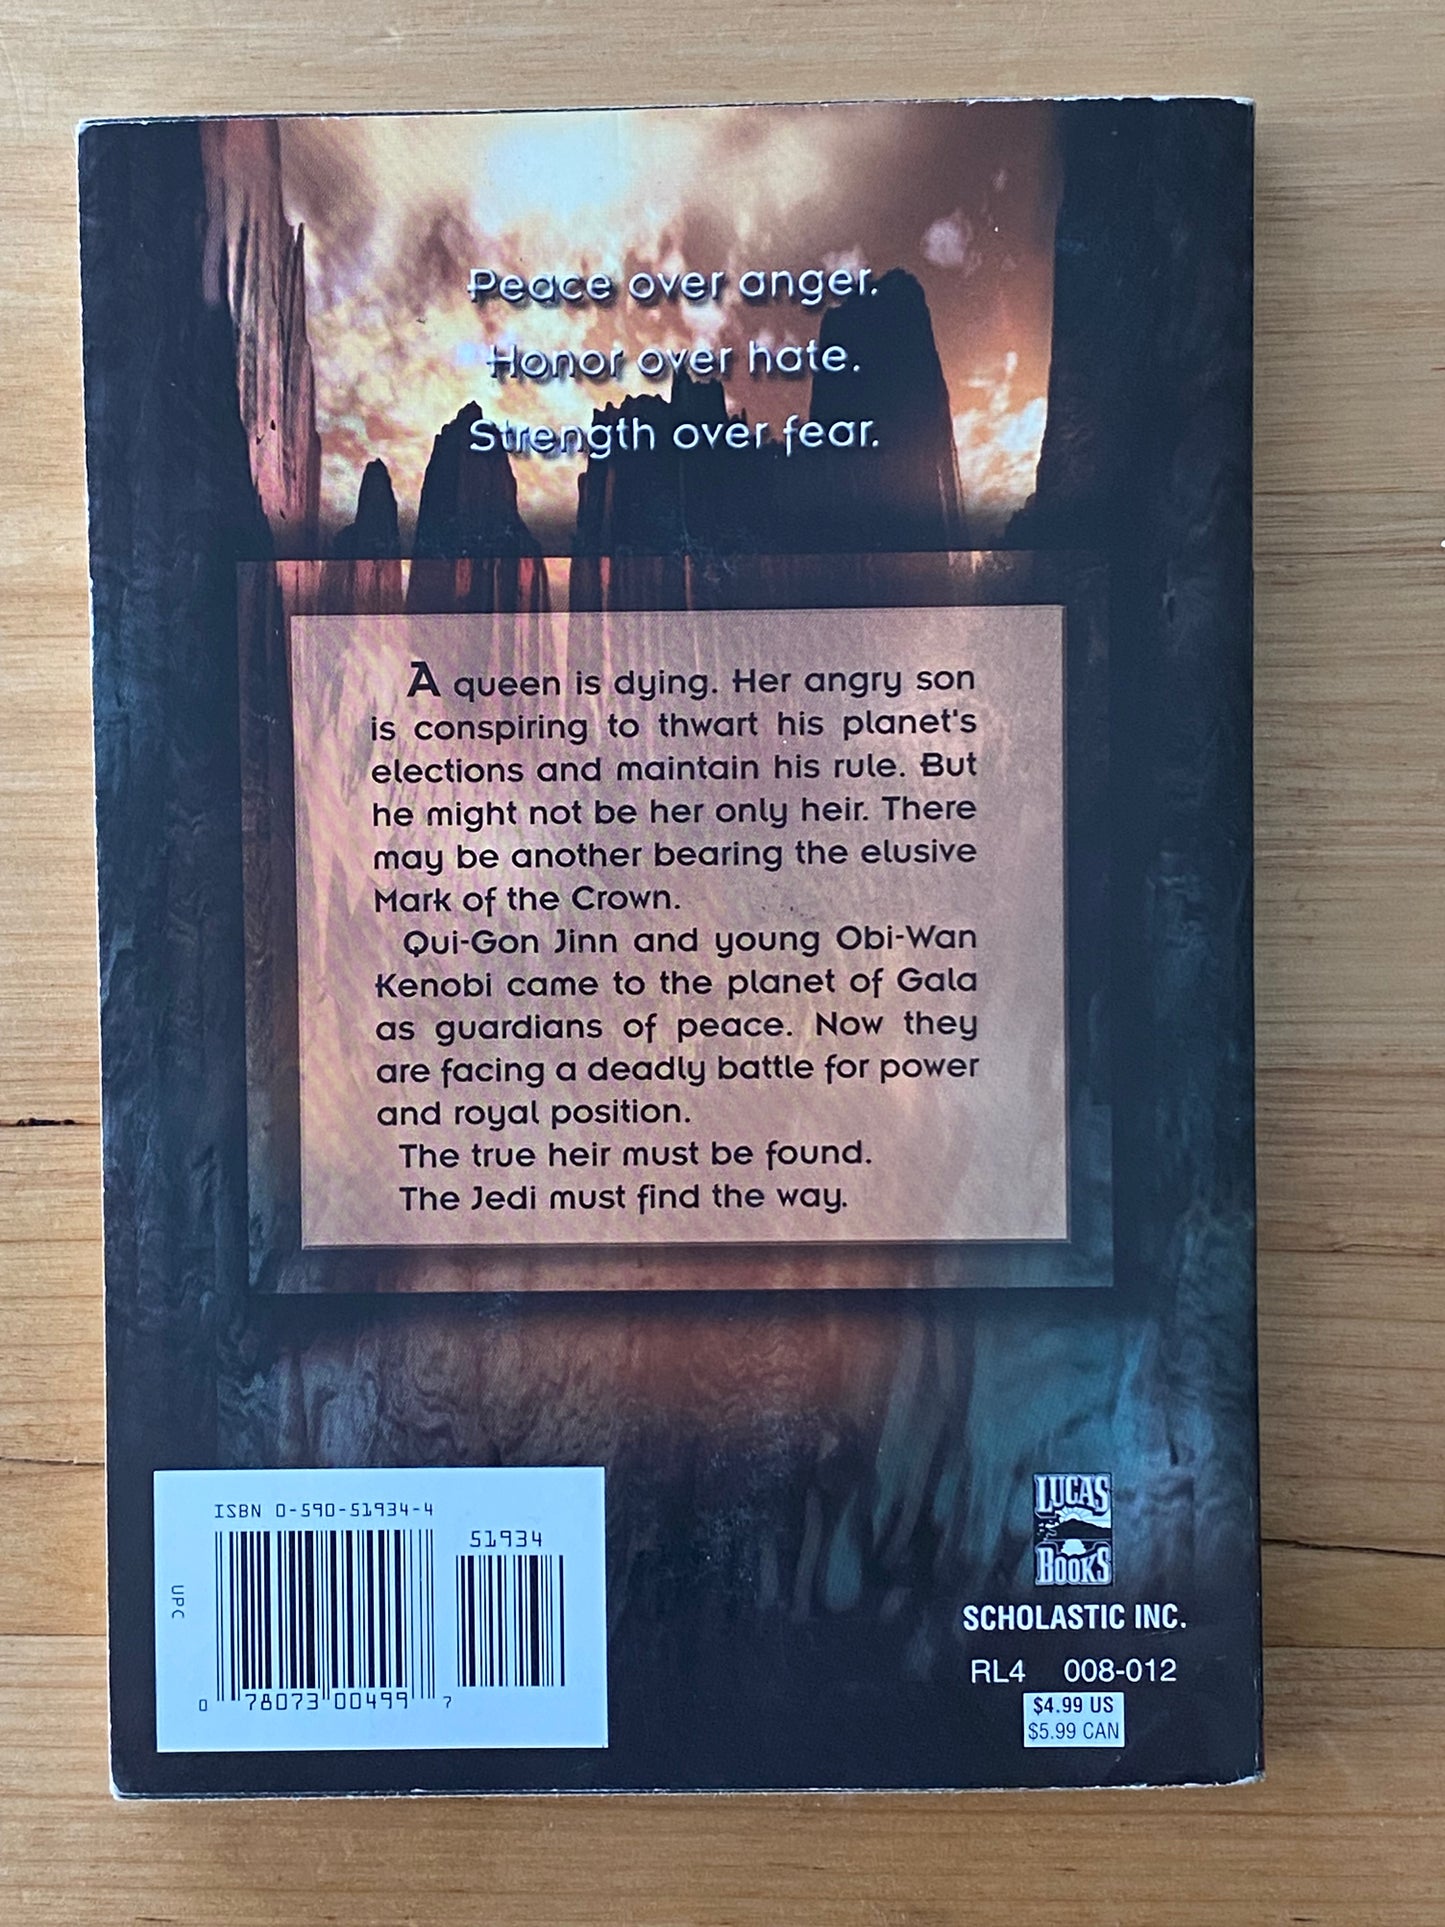 Peace over anger.
Honor over hate.
Strength over fear.
A queen is dying. Her angry son
is conspiring to thwart his planet's
elections and maintain his rule. But
he might not be her only heir. There
may be another bearing the elusive
Mark of the Crown.
Qui-Gon Jinn and young Obi-Wan
Kenobi came to the planet of Gala
as guardians of peace. Now they
are facing a deadly battle for power
and royal position.
The true heir must be found.
The Jedi must find the way.
ISBN 0-590-51934-4
51934
UPC
0 78073 00499 7
LUCAS
BOOKS
SCHOLASTIC INC.
RL4 008-012
$4.99 US
$5.99 CAN